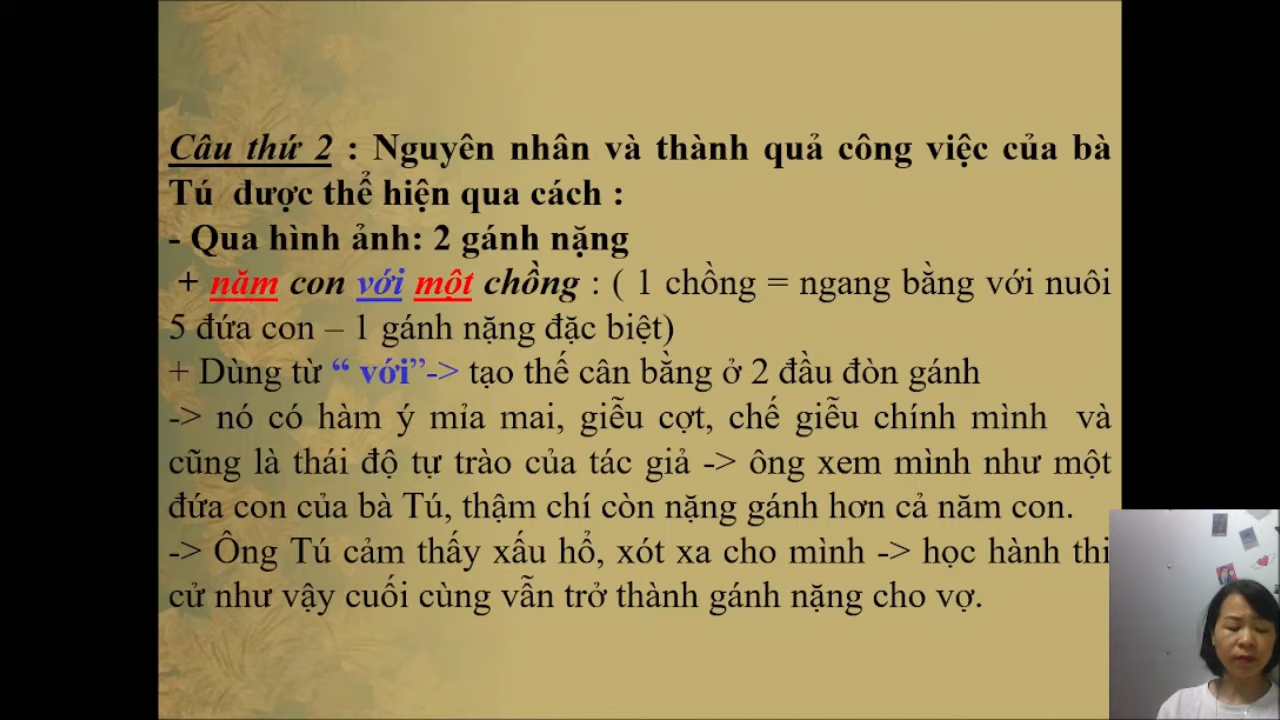 Câu thứ 2 : Nguyên nhân và thành quả công việc của bà
Tú được thể hiện qua cách :
- Qua hình ảnh: 2 gánh nặng
+ năm con với một chồng : ( 1 chồng = ngang bằng với nuôi
5 đứa con – 1 gánh nặng đặc biệt)
+ Dùng từ “ với”-> tạo thế cân bằng ở 2 đầu đòn gánh
-> nó có hàm ý mỉa mai, giễu cợt, chế giễu chính mình và
cũng là thái độ tự trào của tác giả -> ông xem mình như một
đứa con của bà Tú, thậm chí còn nặng gánh hơn cả năm con.
-> Ông Tú cảm thấy xấu hổ, xót xa cho mình -> học hành thi
cử như vậy cuối cùng vẫn trở thành gánh nặng cho vợ.